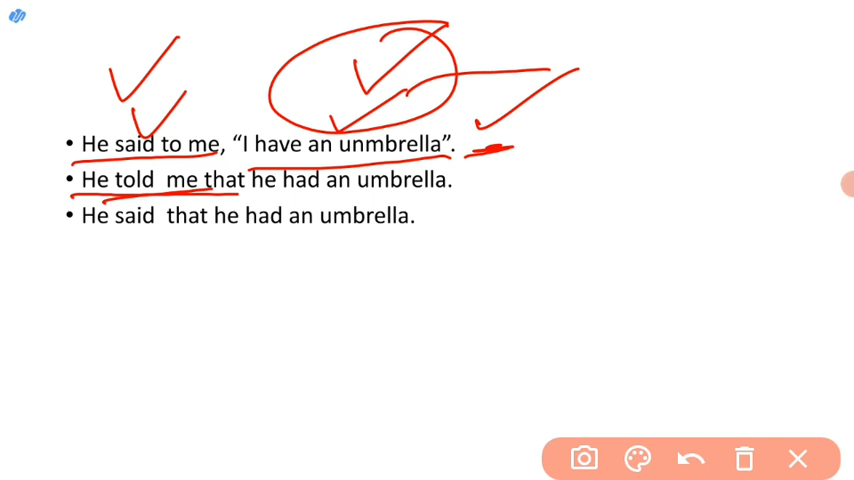 • He said to me, “I have an unmbrella”.
• He told me that he had an umbrella.
• He said that he had an umbrella.